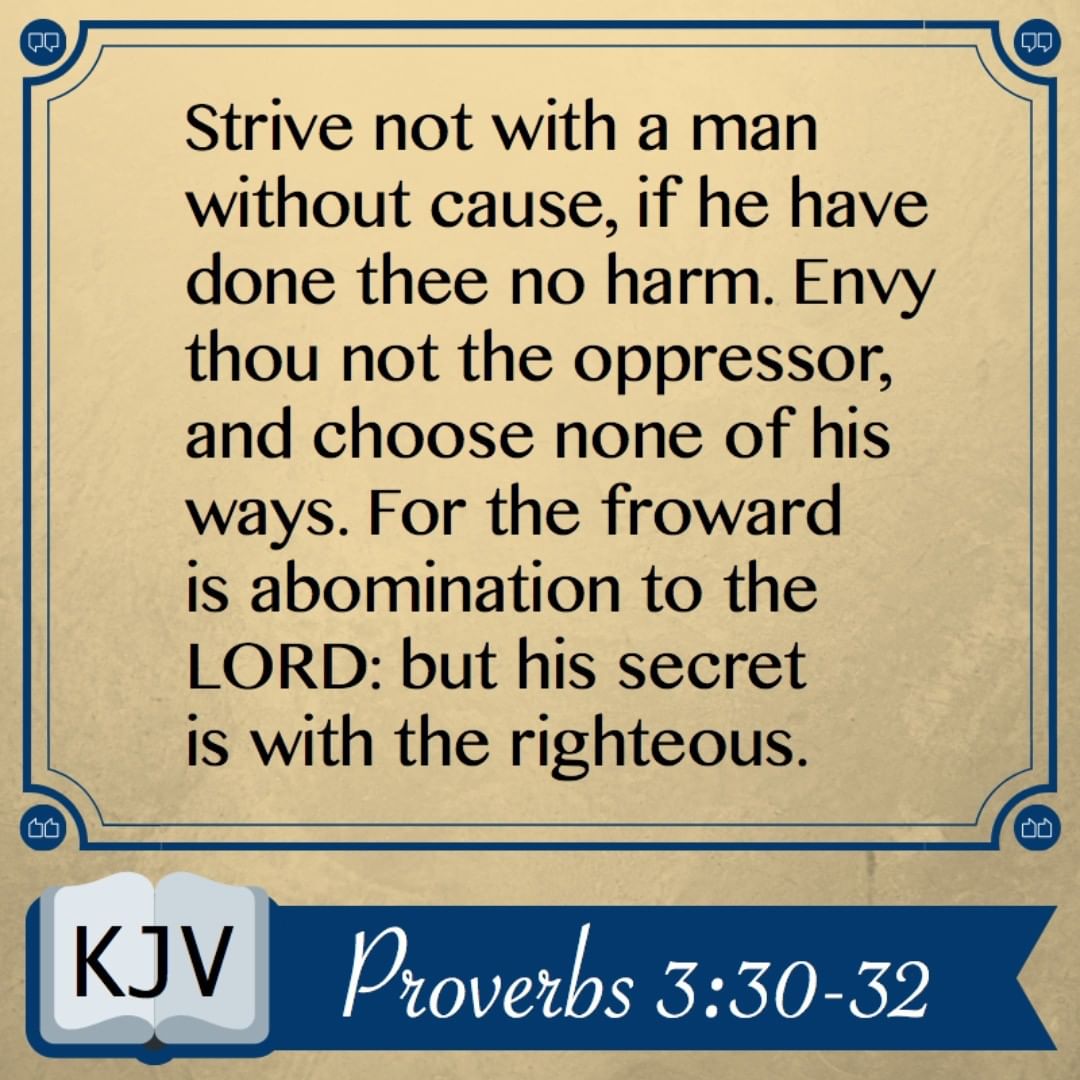 Strive not with a man
without cause, if he have
done thee no harm. Envy
thou not the oppressor,
and choose none of his
ways. For the froward
is abomination to the
LORD: but his secret
is with the righteous.
KJV
Proverbs 3:30-32